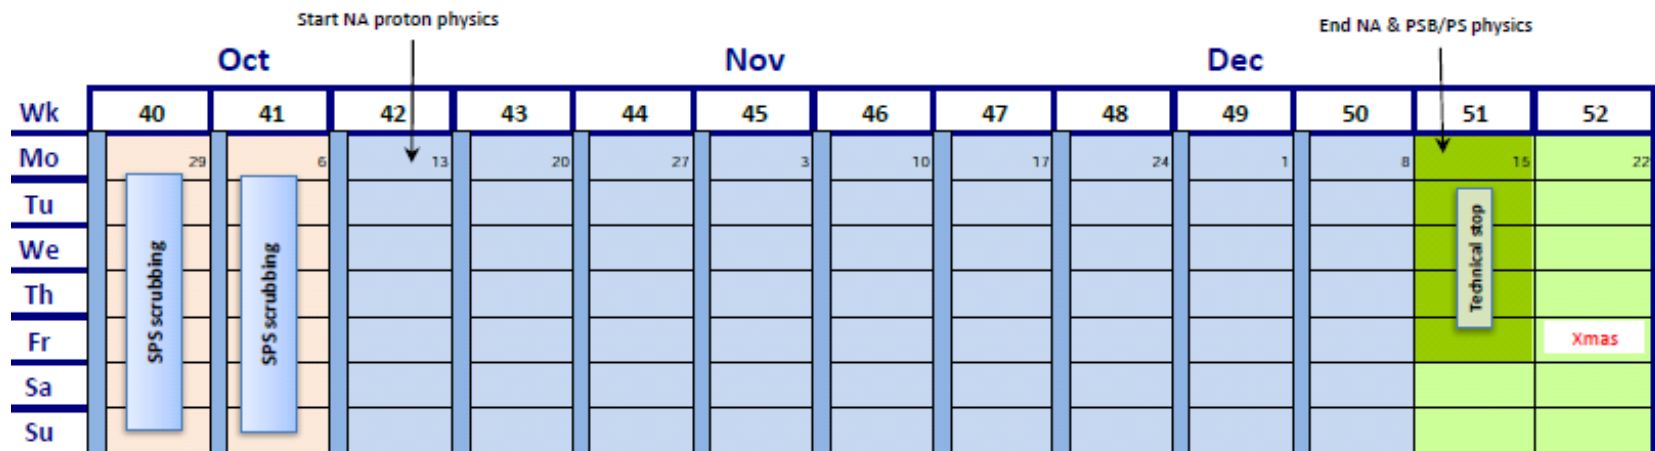 Start NA proton physics
End NA & PSB/PS physics
Oct Nov Dec
Wk 40 41 42 43 44 45 46 47 48 49 50 51 52
Mo 29 6 13 20 27 3 10 17 24 1 8 15 22
Tu
We
Th
Fr Xmas
Sa
Su
SPS scrubbing
SPS scrubbing
Technical stop